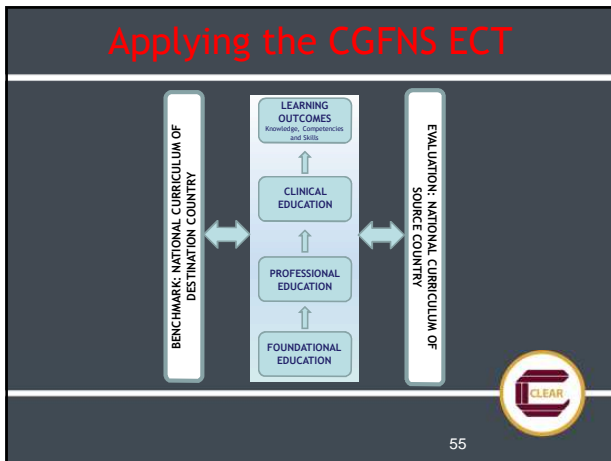 Applying the CGFNS ECT
BENCHMARK: NATIONAL CURRICULUM OF
DESTINATION COUNTRY
LEARNING
OUTCOMES
Knowledge, Competencies
and Skills
CLINICAL
EDUCATION
PROFESSIONAL
EDUCATION
FOUNDATIONAL
EDUCATION
EVALUATION: NATIONAL CURRICULUM OF
SOURCE COUNTRY
CLEAR
55